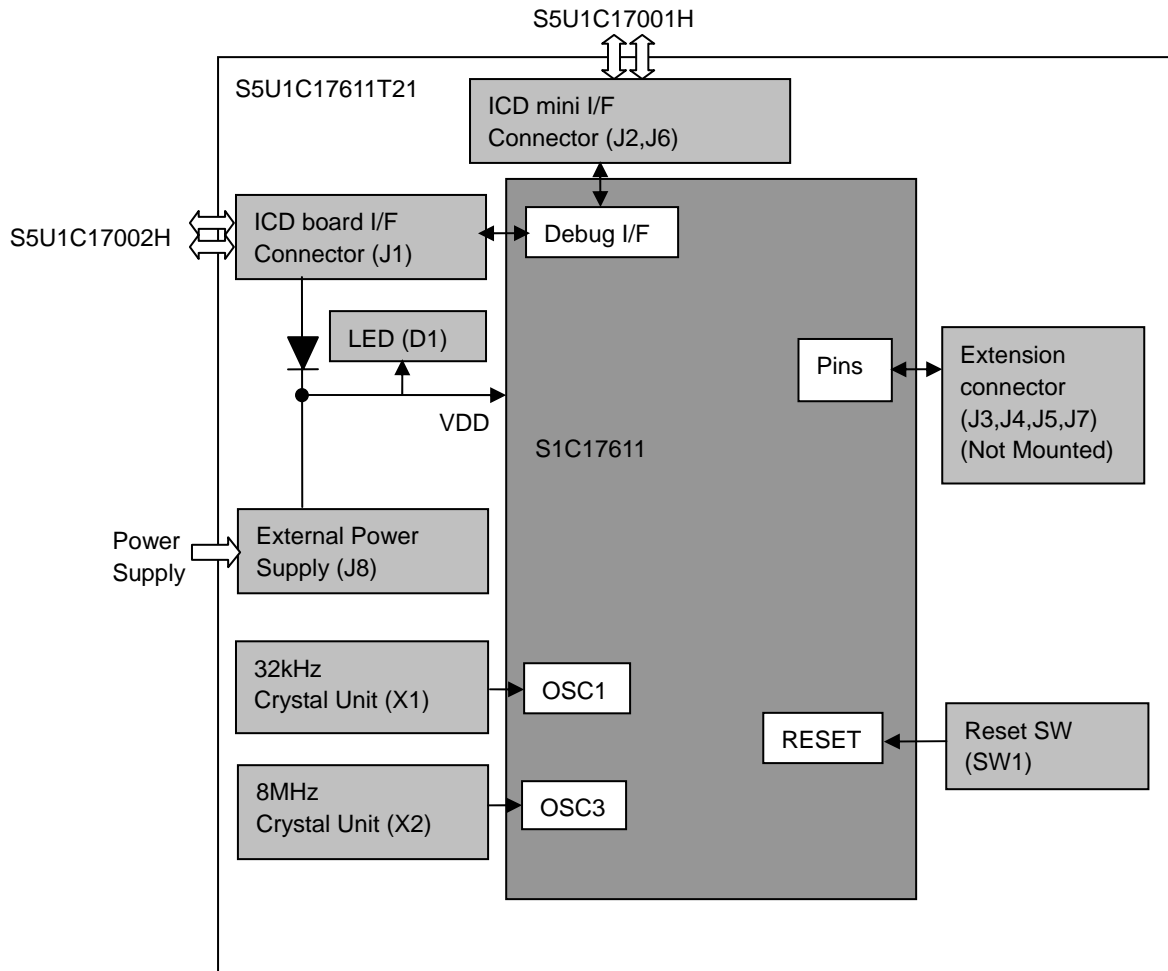 S5U1C17001H
S5U1C17611T21
ICD mini I/F
Connector (J2,J6)
S5U1C17002H
ICD board I/F
Connector (J1)
Debug I/F
LED (D1)
VDD
Pins
Extension
connector
(J3,J4,J5,J7)
(Not Mounted)
S1C17611
Power
Supply
External Power
Supply (J8)
32kHz
Crystal Unit (X1)
OSC1
RESET
Reset SW
(SW1)
8MHz
Crystal Unit (X2)
OSC3